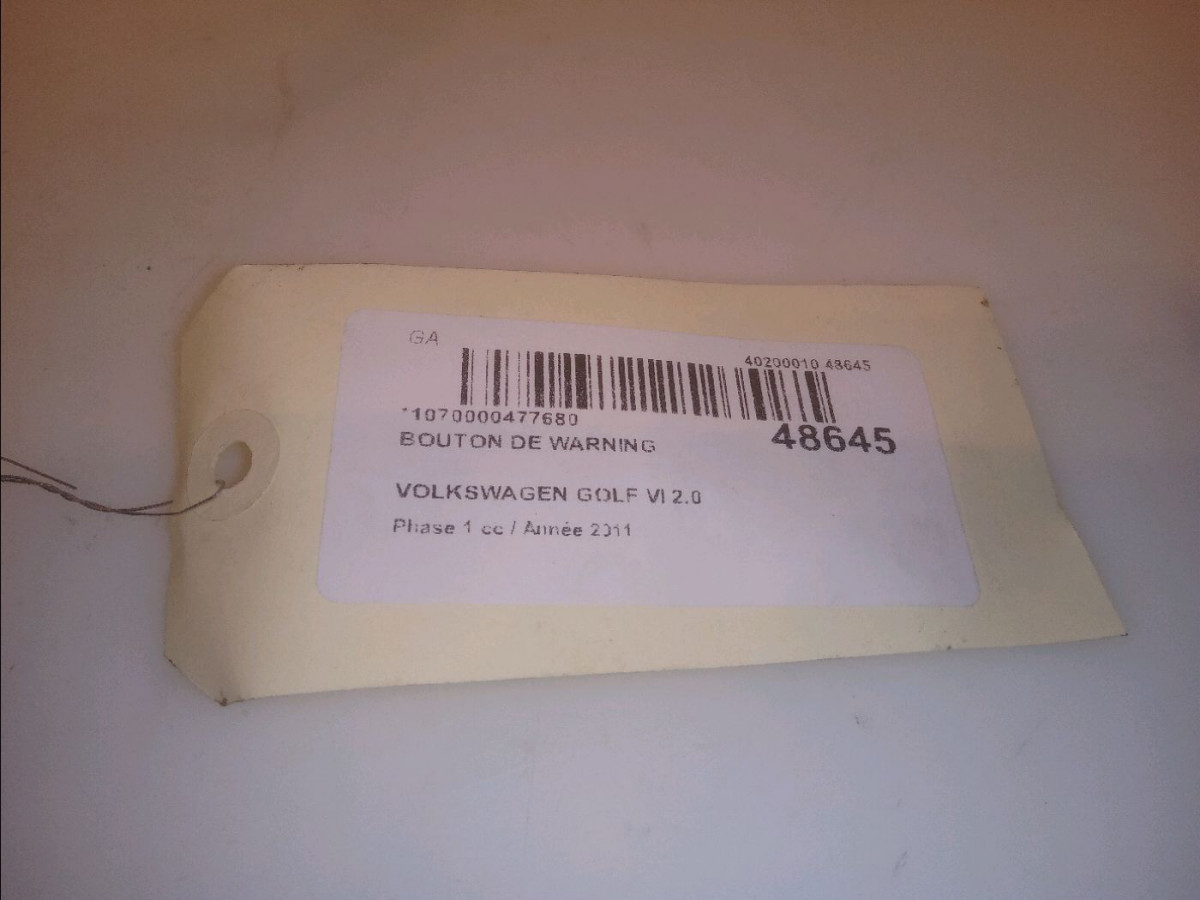 GA
40200010 48645
*1070000477680
48645
BOUTON DE WARNING
VOLKSWAGEN GOLF VI 2.0
Phase 1 cc / Année 2011